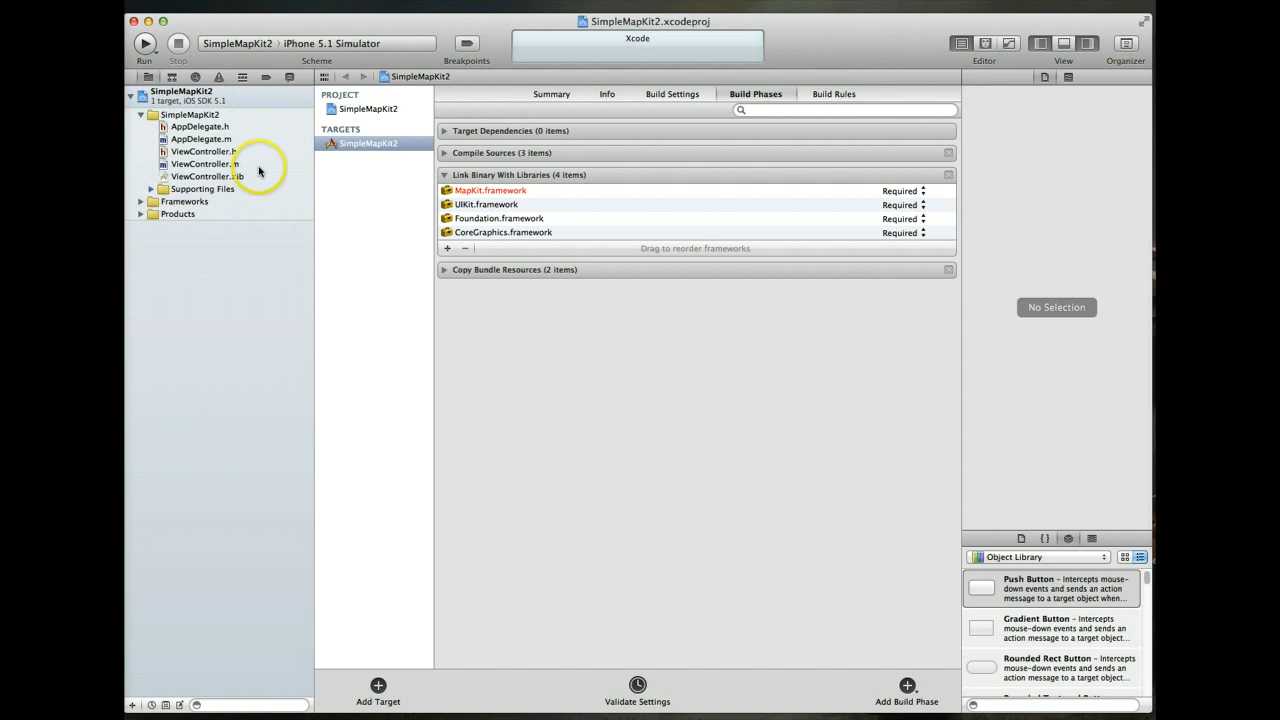 SimpleMapKit2.xcodeproj
SimpleMapKit2 › iPhone 5.1 Simulator
Xcode
Run
Stop
Scheme
Breakpoints
Editor
View
Organizer
SimpleMapKit2
1 target, iOS SDK 5.1
SimpleMapKit2
AppDelegate.h
AppDelegate.m
ViewController.h
ViewController.m
ViewController.xib
Supporting Files
Frameworks
Products
SimpleMapKit2
PROJECT
SimpleMapKit2
TARGETS
SimpleMapKit2
Summary
Info
Build Settings
Build Phases
Build Rules
Target Dependencies (0 items)
Compile Sources (3 items)
Link Binary With Libraries (4 items)
MapKit.framework Required
UIKit.framework Required
Foundation.framework Required
CoreGraphics.framework Required
Drag to reorder frameworks
Copy Bundle Resources (2 items)
Add Target
Validate Settings
Add Build Phase
No Selection
Object Library
Push Button – Intercepts mouse-
down events and sends an action
message to a target object when...
Gradient Button – Intercepts
mouse-down events and sends an
action message to a target object...
Rounded Rect Button – Intercepts
mouse-down events and sends an
action message to a target object...